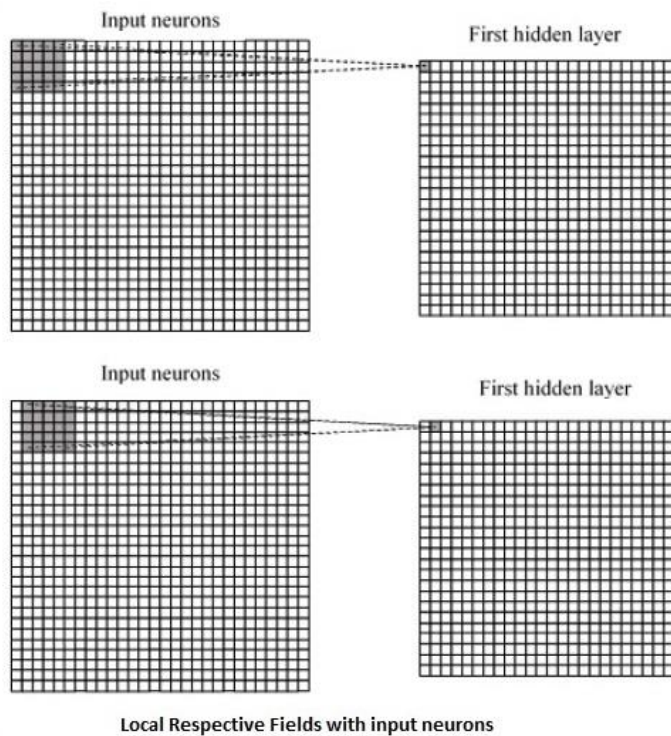 Input neurons
First hidden layer
Input neurons
First hidden layer
Local Respective Fields with input neurons